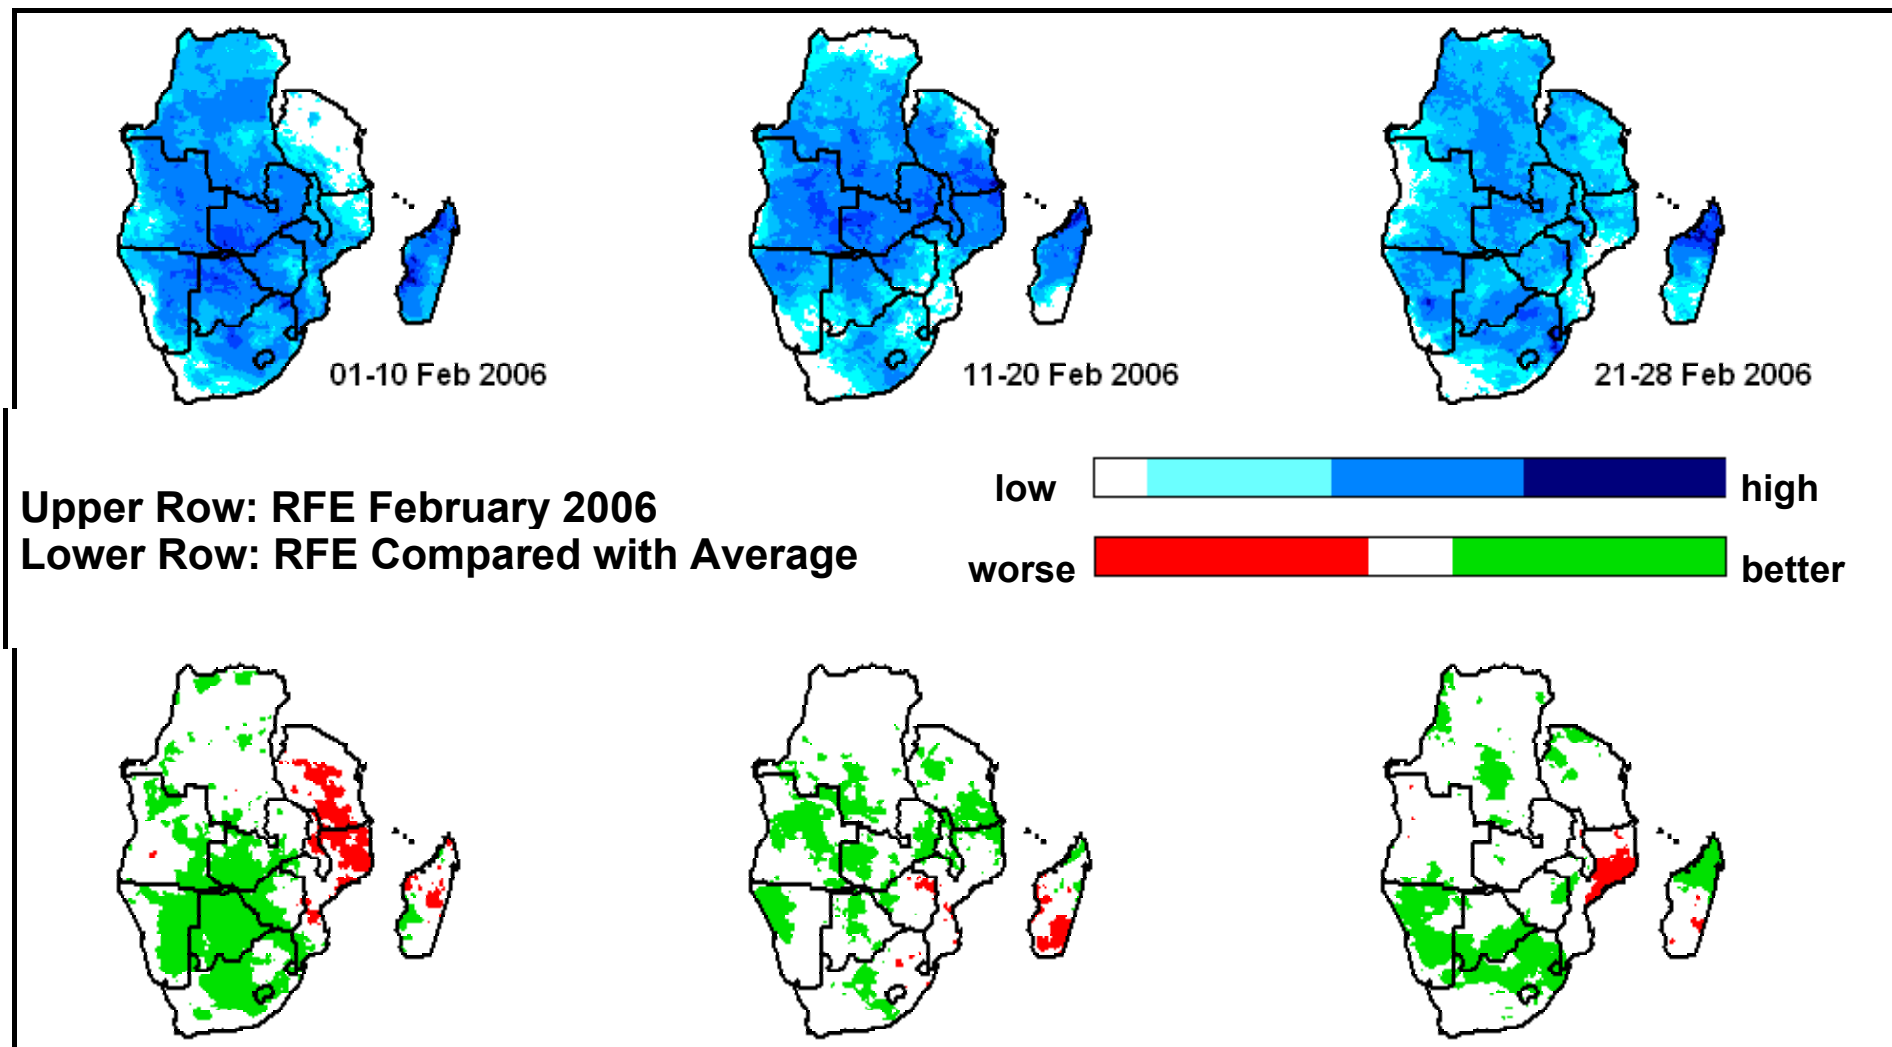 01-10 Feb 2006
11-20 Feb 2006
21-28 Feb 2006
Upper Row: RFE February 2006
Lower Row: RFE Compared with Average
low
high
worse
better